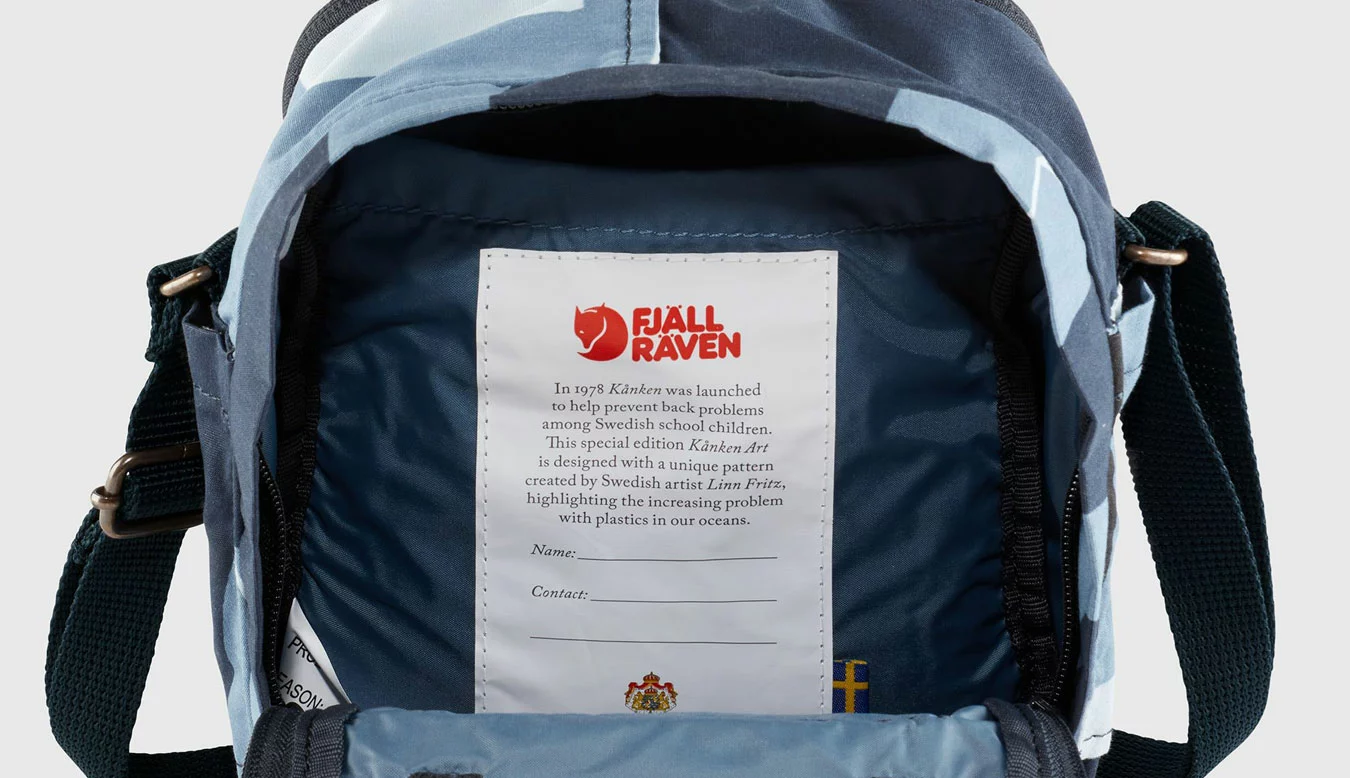 FJÄLL
RÄVEN
In 1978 Kånken was launched
to help prevent back problems
among Swedish school children.
This special edition Kånken Art
is designed with a unique pattern
created by Swedish artist Linn Fritz,
highlighting the increasing problem
with plastics in our oceans.
Name:
Contact: